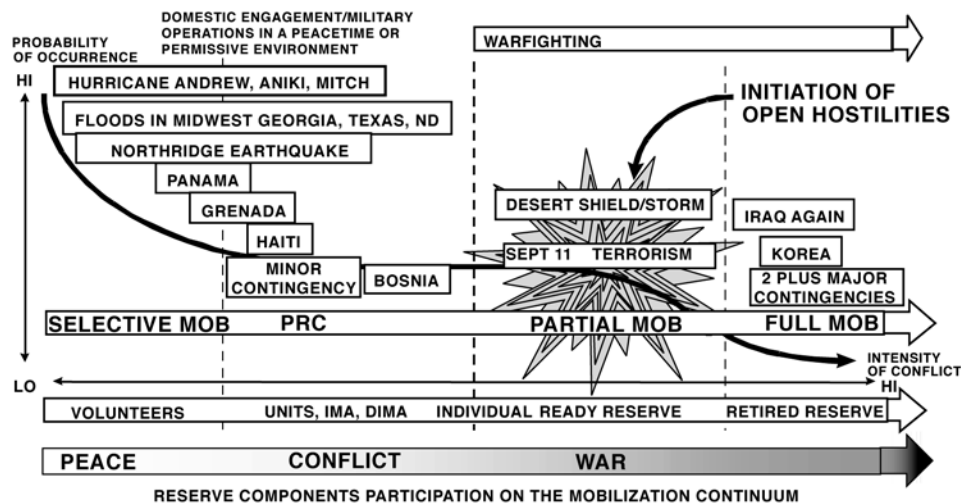 DOMESTIC ENGAGEMENT/MILITARY
OPERATIONS IN A PEACETIME OR
PERMISSIVE ENVIRONMENT
PROBABILITY
OF OCCURRENCE
WARFIGHTING
HI
HURRICANE ANDREW, ANIKI, MITCH
INITIATION OF
OPEN HOSTILITIES
FLOODS IN MIDWEST GEORGIA, TEXAS, ND
NORTHRIDGE EARTHQUAKE
PANAMA
GRENADA
DESERT SHIELD/STORM
IRAQ AGAIN
HAITI
SEPT 11 TERRORISM
KOREA
MINOR
CONTINGENCY
BOSNIA
2 PLUS MAJOR
CONTINGENCIES
SELECTIVE MOB PRC PARTIAL MOB FULL MOB
INTENSITY
OF CONFLICT
LO
HI
VOLUNTEERS UNITS, IMA, DIMA INDIVIDUAL READY RESERVE RETIRED RESERVE
PEACE CONFLICT WAR
RESERVE COMPONENTS PARTICIPATION ON THE MOBILIZATION CONTINUUM